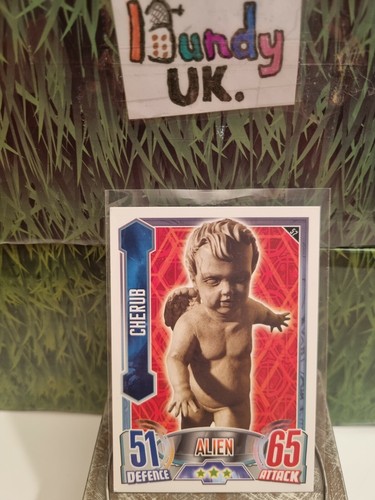 Bundy
UK.
CHERUB
51
DEFENCE
ALIEN
65
ATTACK